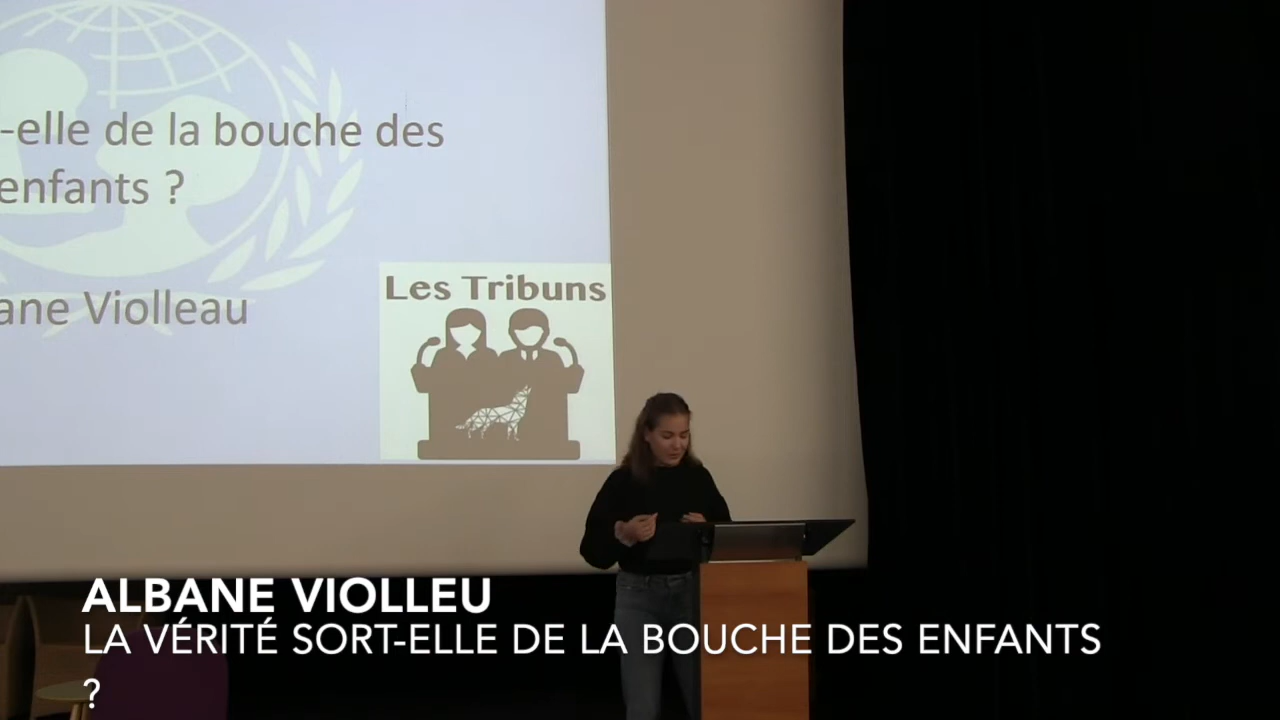 -elle de la bouche des
enfants ?
ane Violleau
Les Tribuns
ALBANE VIOLLEU
LA VÉRITÉ SORT-ELLE DE LA BOUCHE DES ENFANTS
?